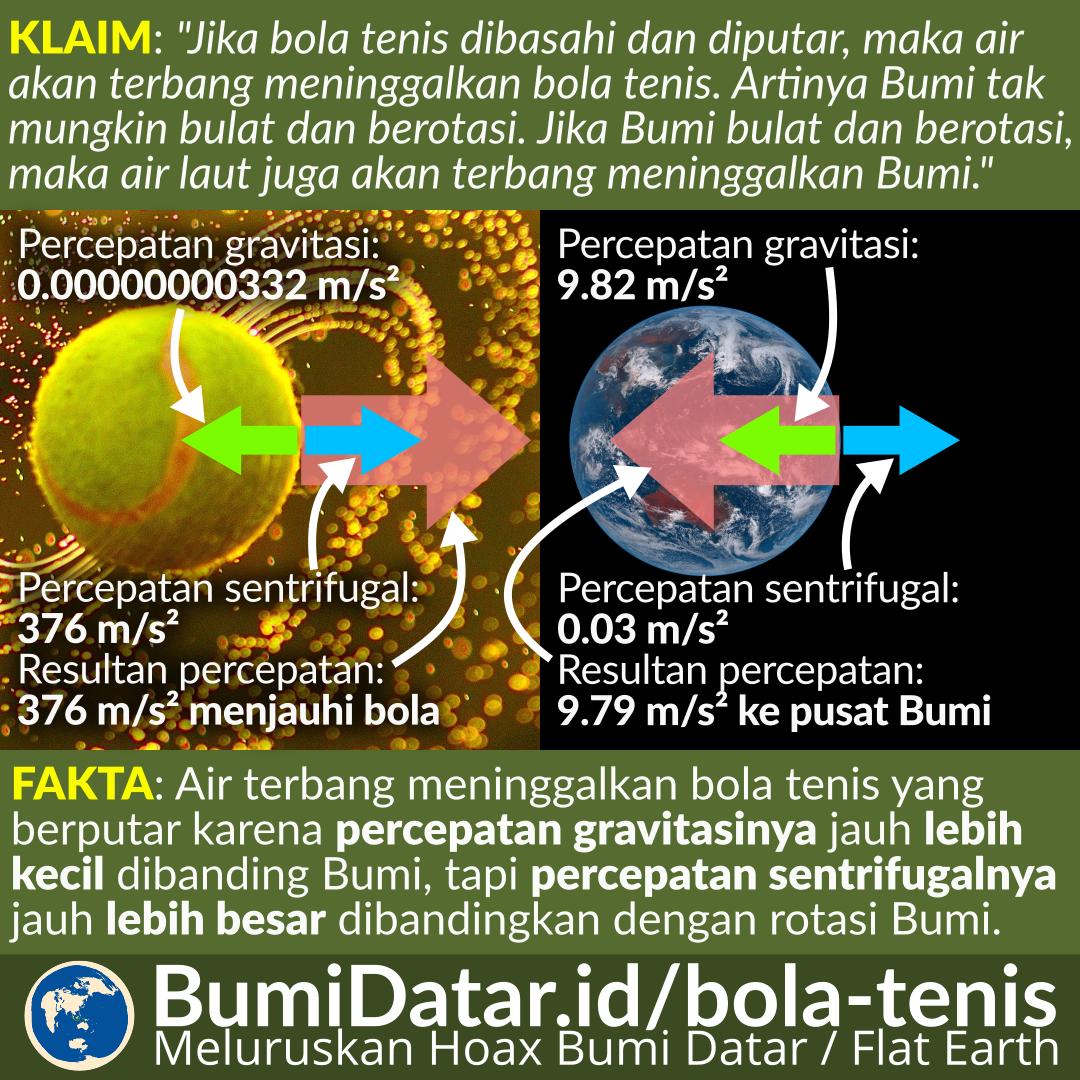 KLAIM: "Jika bola tenis dibasahi dan diputar, maka air
akan terbang meninggalkan bola tenis. Artinya Bumi tak
mungkin bulat dan berotasi. Jika Bumi bulat dan berotasi,
maka air laut juga akan terbang meninggalkan Bumi."
Percepatan gravitasi:
0.00000000332 m/s²
Percepatan sentrifugal:
376 m/s²
Resultan percepatan:
376 m/s² menjauhi bola
Percepatan gravitasi:
9.82 m/s²
Percepatan sentrifugal:
0.03 m/s²
Resultan percepatan:
9.79 m/s² ke pusat Bumi
FAKTA: Air terbang meninggalkan bola tenis yang
berputar karena percepatan gravitasinya jauh lebih
kecil dibanding Bumi, tapi percepatan sentrifugalnya
jauh lebih besar dibandingkan dengan rotasi Bumi.
BumiDatar.id/bola-tenis
Meluruskan Hoax Bumi Datar / Flat Earth